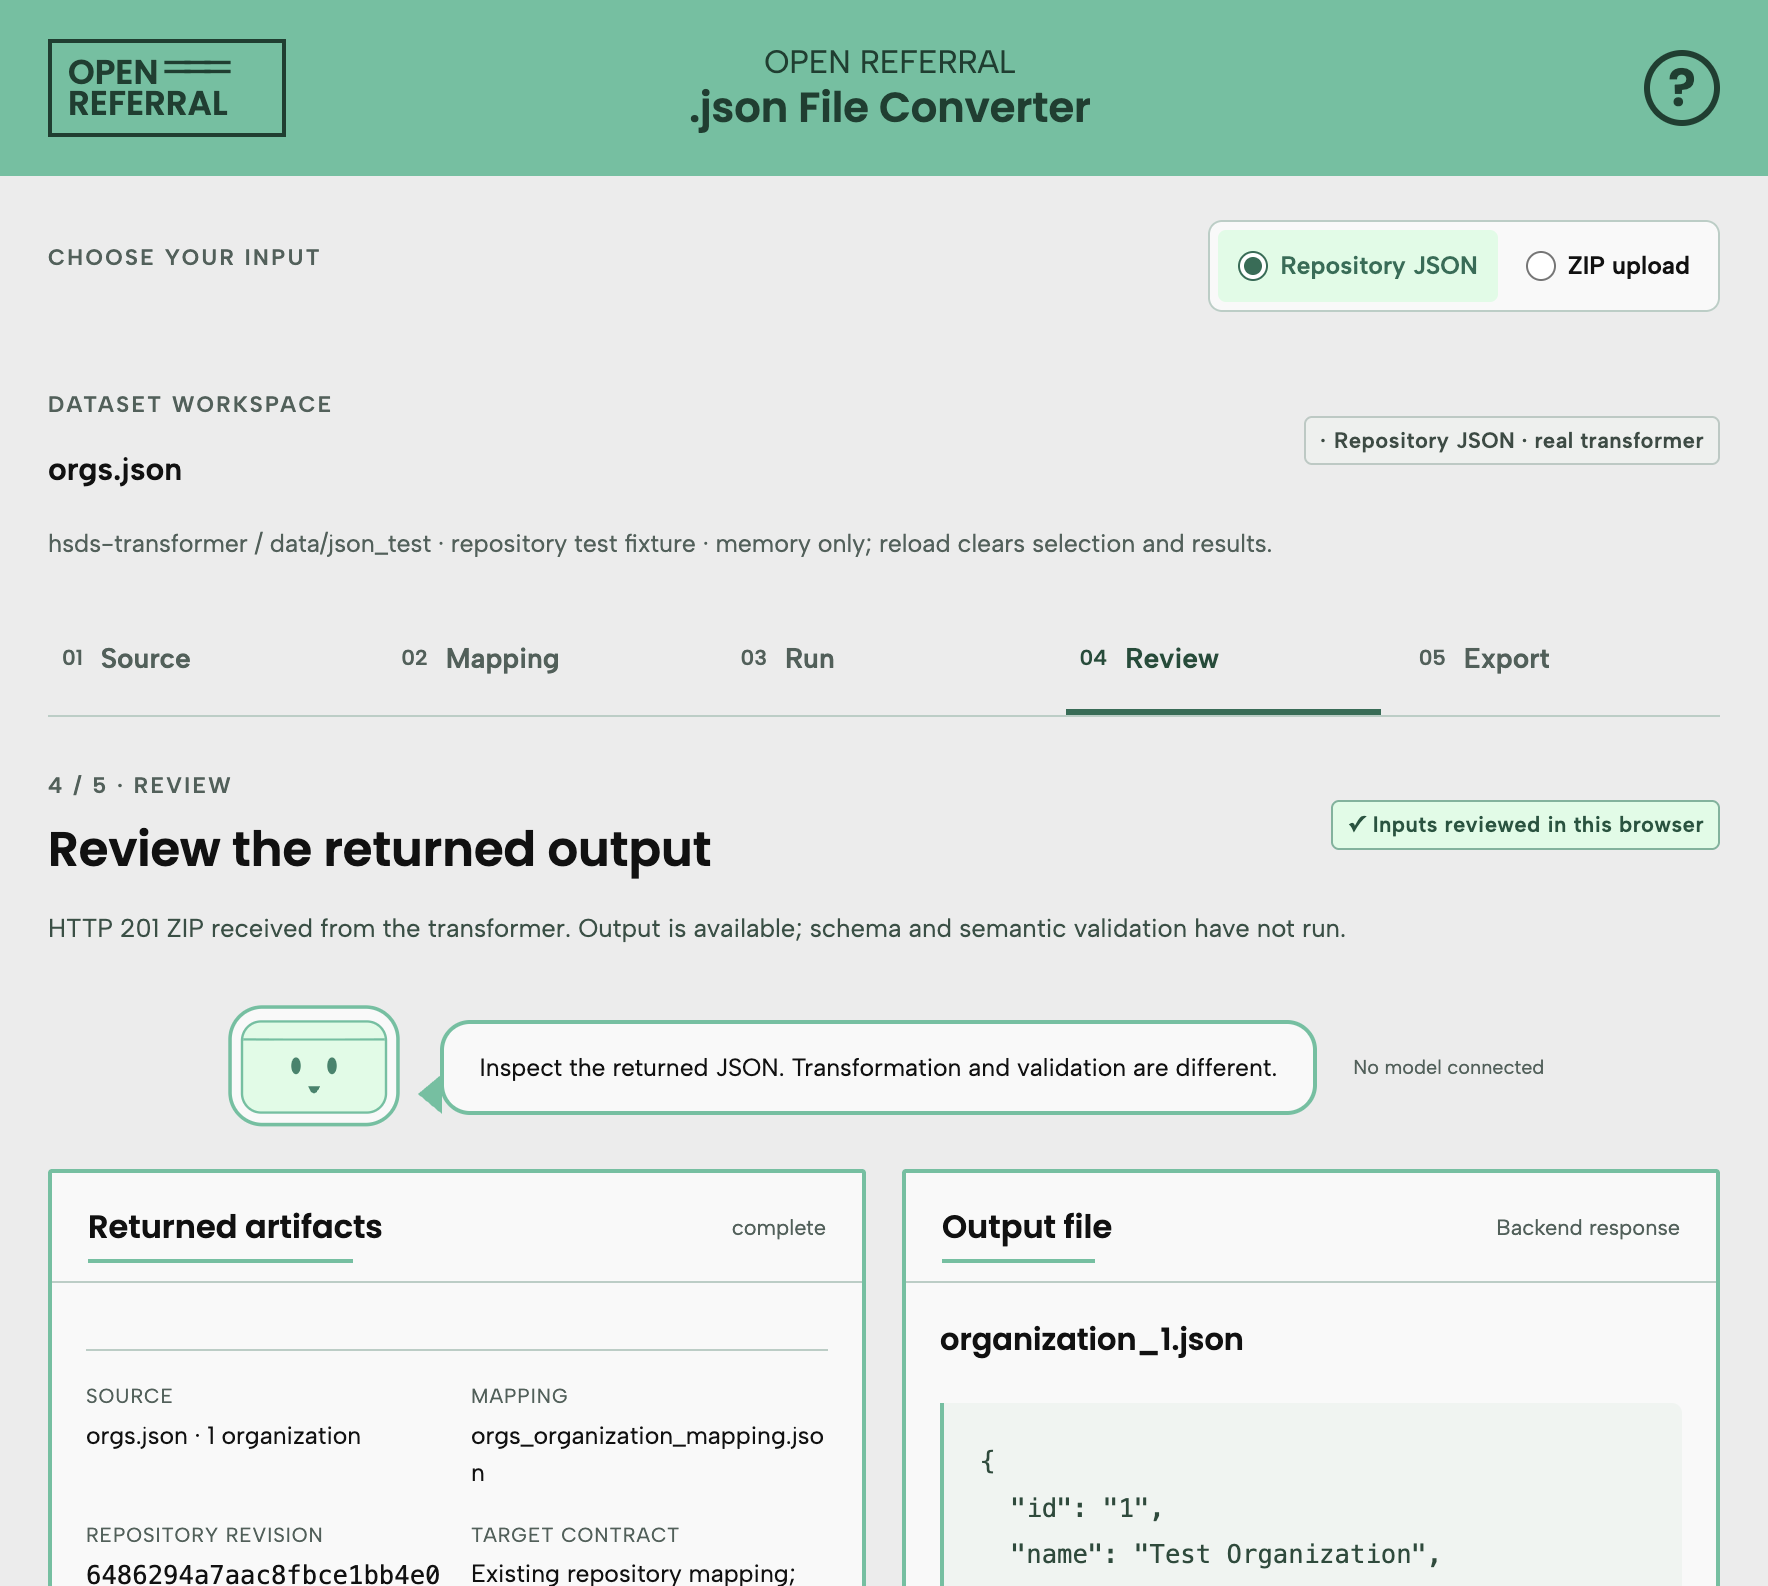 OPEN
REFERRAL
OPEN REFERRAL
.json File Converter
?
CHOOSE YOUR INPUT
Repository JSON
ZIP upload
DATASET WORKSPACE
orgs.json
· Repository JSON · real transformer
hsds-transformer / data/json_test · repository test fixture · memory only; reload clears selection and results.
01 Source
02 Mapping
03 Run
04 Review
05 Export
4 / 5 · REVIEW
Review the returned output
✓ Inputs reviewed in this browser
HTTP 201 ZIP received from the transformer. Output is available; schema and semantic validation have not run.
Inspect the returned JSON. Transformation and validation are different.
No model connected
Returned artifacts
complete
SOURCE
orgs.json · 1 organization
MAPPING
orgs_organization_mapping.jso
n
REPOSITORY REVISION
6486294a7aac8fbce1bb4e0
TARGET CONTRACT
Existing repository mapping;
Output file
Backend response
organization_1.json
{
"id": "1",
"name": "Test Organization",